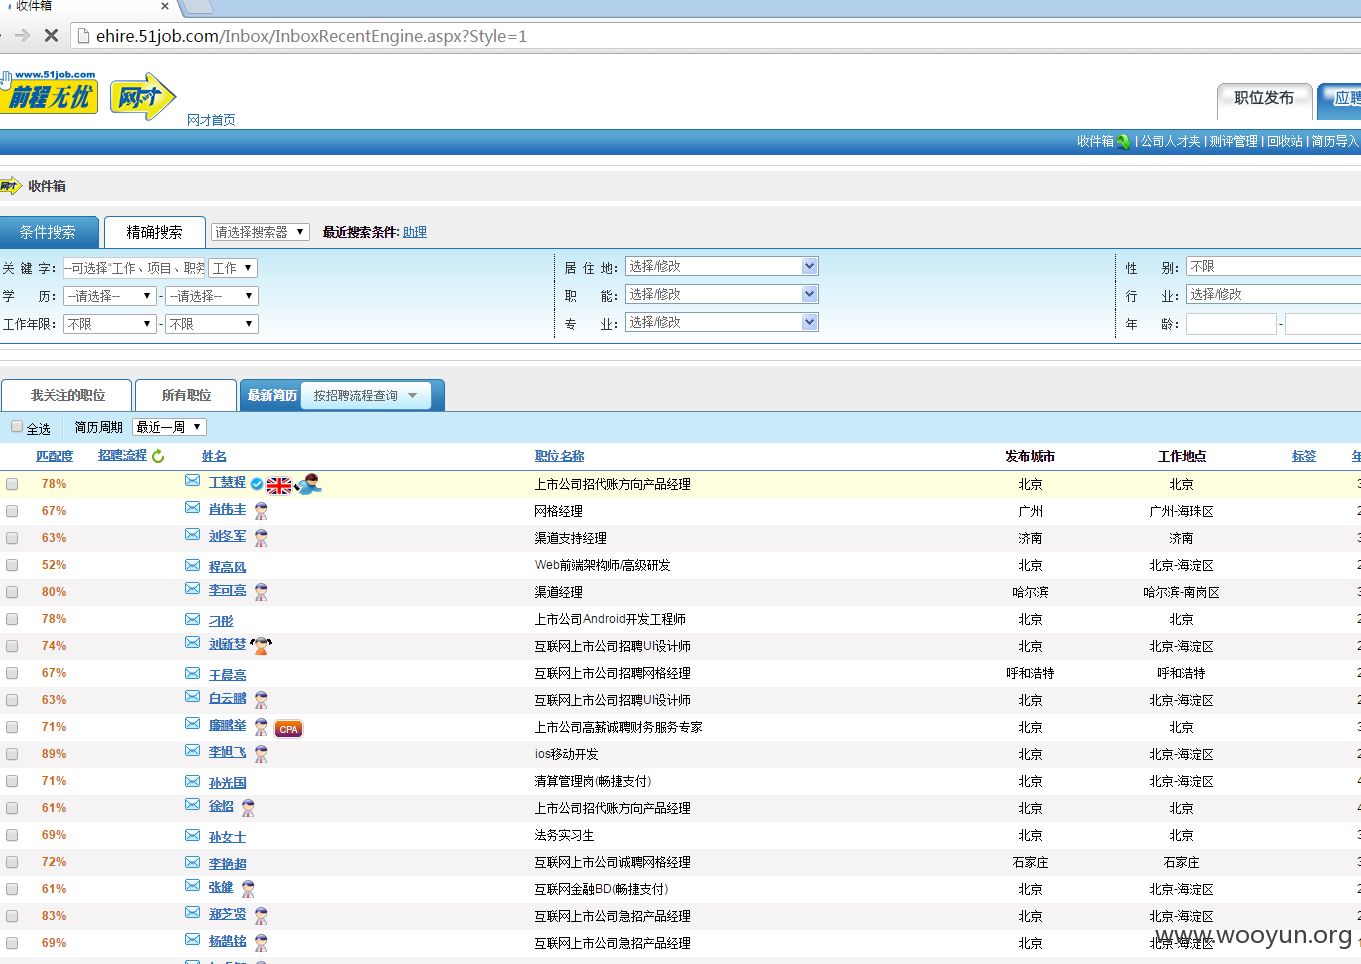 收件箱
ehire.51job.com/Inbox/InboxRecentEngine.aspx?Style=1
www.51job.com
前程无忧 网才 网才首页
职位发布
收件箱 | 公司人才夹 | 测评管理 | 回收站 | 简历导入
网才 收件箱
条件搜索 精确搜索 请选择搜索器 最近搜索条件: 助理
关 键 字: --可选择“工作、项目、职务 工作 居 住 地: 选择/修改 性 别: 不限
学 历: --请选择-- - --请选择-- 职 能: 选择/修改 行 业: 选择/修改
工作年限: 不限 - 不限 专 业: 选择/修改 年 龄: -
我关注的职位 所有职位 最新简历 按招聘流程查询
全选 简历周期 最近一周
匹配度 招聘流程 姓名 职位名称 发布城市 工作地点 标签
78% 丁慧程 上市公司招代账方向产品经理 北京 北京
67% 肖伟丰 网格经理 广州 广州-海珠区
63% 刘冬军 渠道支持经理 济南 济南
52% 程高风 Web前端架构师/高级研发 北京 北京-海淀区
80% 李可亮 渠道经理 哈尔滨 哈尔滨-南岗区
78% 刁彤 上市公司Android开发工程师 北京 北京
74% 刘新梦 互联网上市公司招聘UI设计师 北京 北京-海淀区
67% 王晨亮 互联网上市公司招聘网格经理 呼和浩特 呼和浩特
63% 白云鹏 互联网上市公司招聘UI设计师 北京 北京-海淀区
71% 廉鹏举 CPA 上市公司高薪诚聘财务服务专家 北京 北京
89% 李旭飞 ios移动开发 北京 北京-海淀区
71% 孙光国 清算管理岗(畅捷支付) 北京 北京-海淀区
61% 徐超 上市公司招代账方向产品经理 北京 北京
69% 孙女士 法务实习生 北京 北京
72% 李换超 互联网上市公司诚聘网格经理 石家庄 石家庄
61% 张健 互联网金融BD(畅捷支付) 北京 北京-海淀区
83% 郑芝贤 互联网上市公司急招产品经理 北京 北京-海淀区
69% 杨鹄铭 互联网上市公司急招产品经理 北京 北京-海淀区
www.wooyun.org